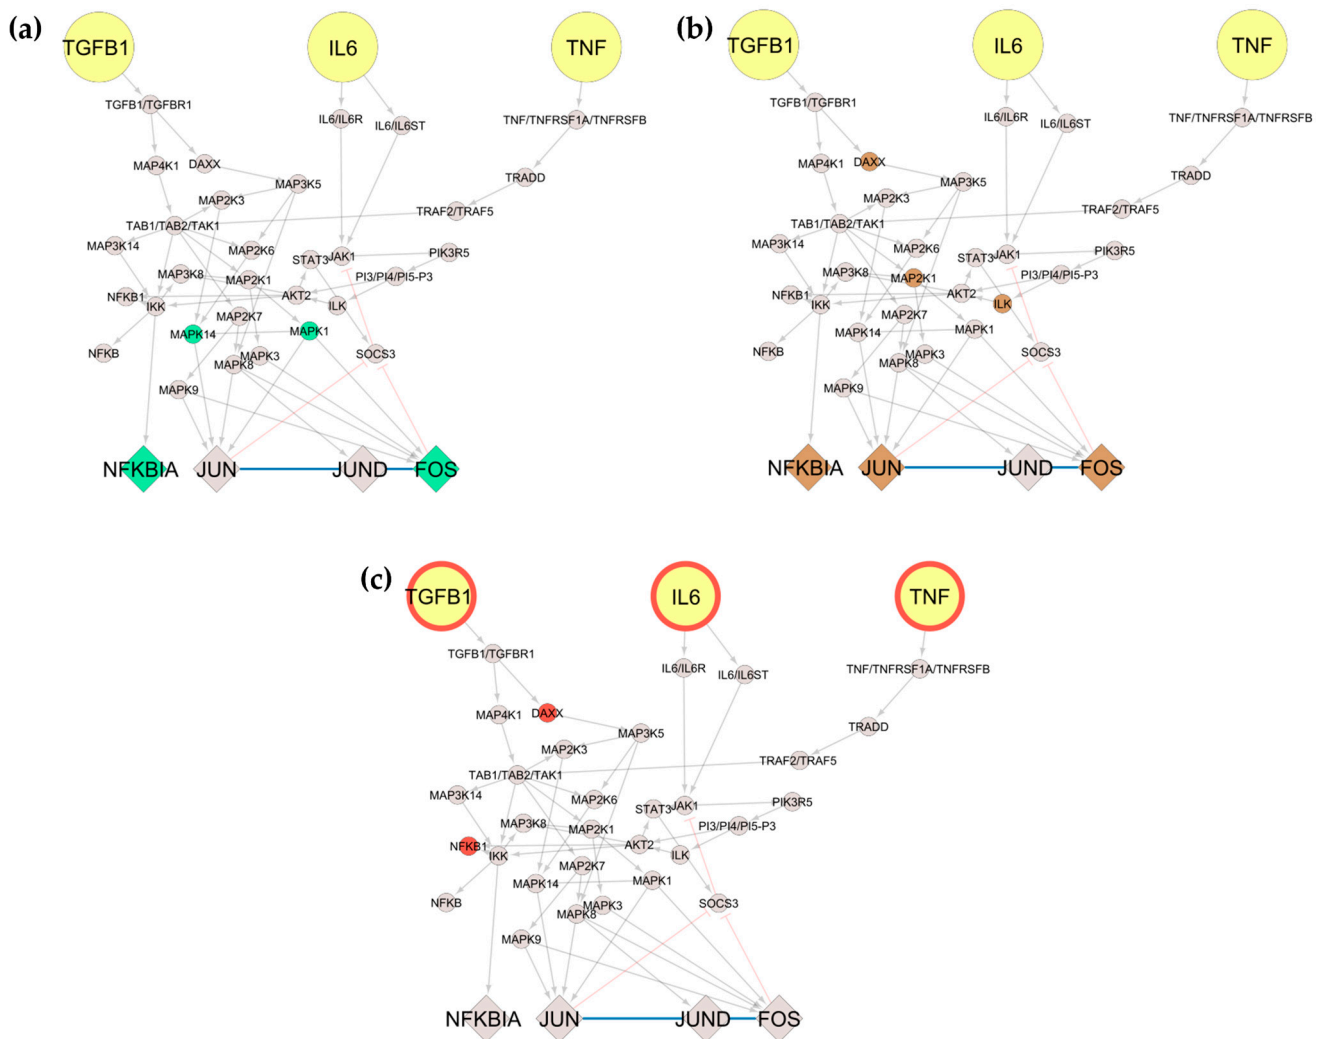 (a)
TGFB1 IL6 TNF
TGFB1/TGFBR1
IL6/IL6R IL6/IL6ST TNF/TNFRSF1A/TNFRSFB
MAP4K1 DAXX
MAP3K5 TRADD
MAP2K3
TRAF2/TRAF5
TAB1/TAB2/TAK1
MAP3K14 MAP2K6 STAT3 JAK1 PIK3R5
MAP3K8 MAP2K1 PI3/PI4/PI5-P3
NFKB1 IKK AKT2 ILK
MAP2K7
MAPK14 MAPK1
NFKB MAPK3 SOCS3
MAPK8
MAPK9
NFKBIA JUN JUND FOS
(b)
TGFB1 IL6 TNF
TGFB1/TGFBR1
IL6/IL6R IL6/IL6ST TNF/TNFRSF1A/TNFRSFB
MAP4K1 DAXX
MAP3K5 TRADD
MAP2K3
TRAF2/TRAF5
TAB1/TAB2/TAK1
MAP3K14 MAP2K6 STAT3 JAK1 PIK3R5
MAP3K8 MAP2K1 PI3/PI4/PI5-P3
NFKB1 IKK AKT2 ILK
MAP2K7
MAPK14 MAPK1
NFKB MAPK3 SOCS3
MAPK8
MAPK9
NFKBIA JUN JUND FOS
(c)
TGFB1 IL6 TNF
TGFB1/TGFBR1
IL6/IL6R IL6/IL6ST TNF/TNFRSF1A/TNFRSFB
MAP4K1 DAXX
MAP3K5 TRADD
MAP2K3
TRAF2/TRAF5
TAB1/TAB2/TAK1
MAP3K14 MAP2K6 STAT3 JAK1 PIK3R5
MAP3K8 MAP2K1 PI3/PI4/PI5-P3
NFKB1 IKK AKT2 ILK
MAP2K7
MAPK14 MAPK1
NFKB MAPK3 SOCS3
MAPK8
MAPK9
NFKBIA JUN JUND FOS